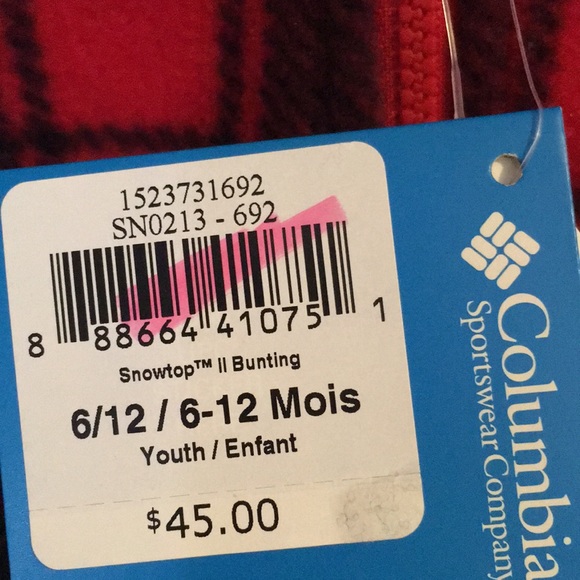 1523731692
SN0213 - 692
8 88664 41075 1
Snowtop™ II Bunting
6/12 / 6-12 Mois
Youth / Enfant
$45.00
Columbia
Sportswear Company